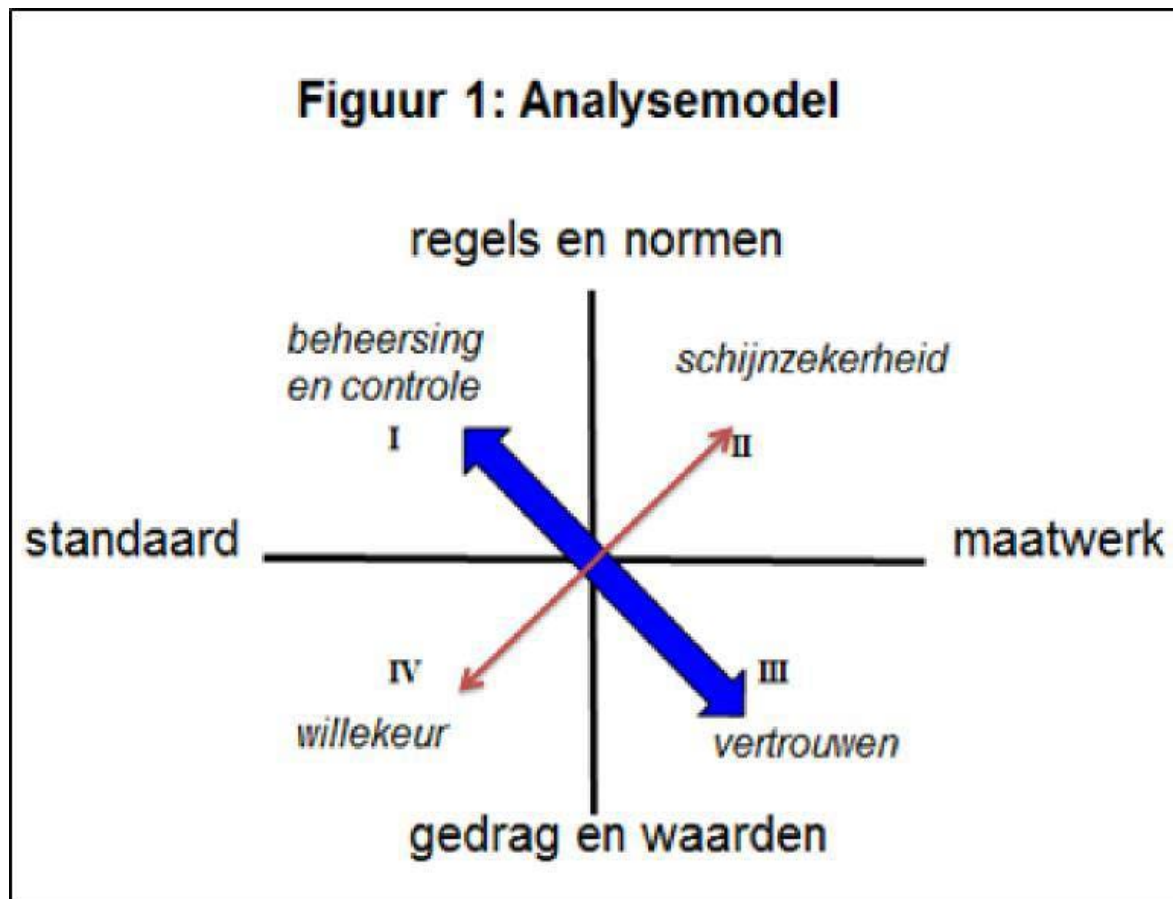 Figuur 1: Analysemodel
regels en normen
beheersing
en controle
schijnzekerheid
I
II
standaard
maatwerk
IV
III
willekeur
vertrouwen
gedrag en waarden